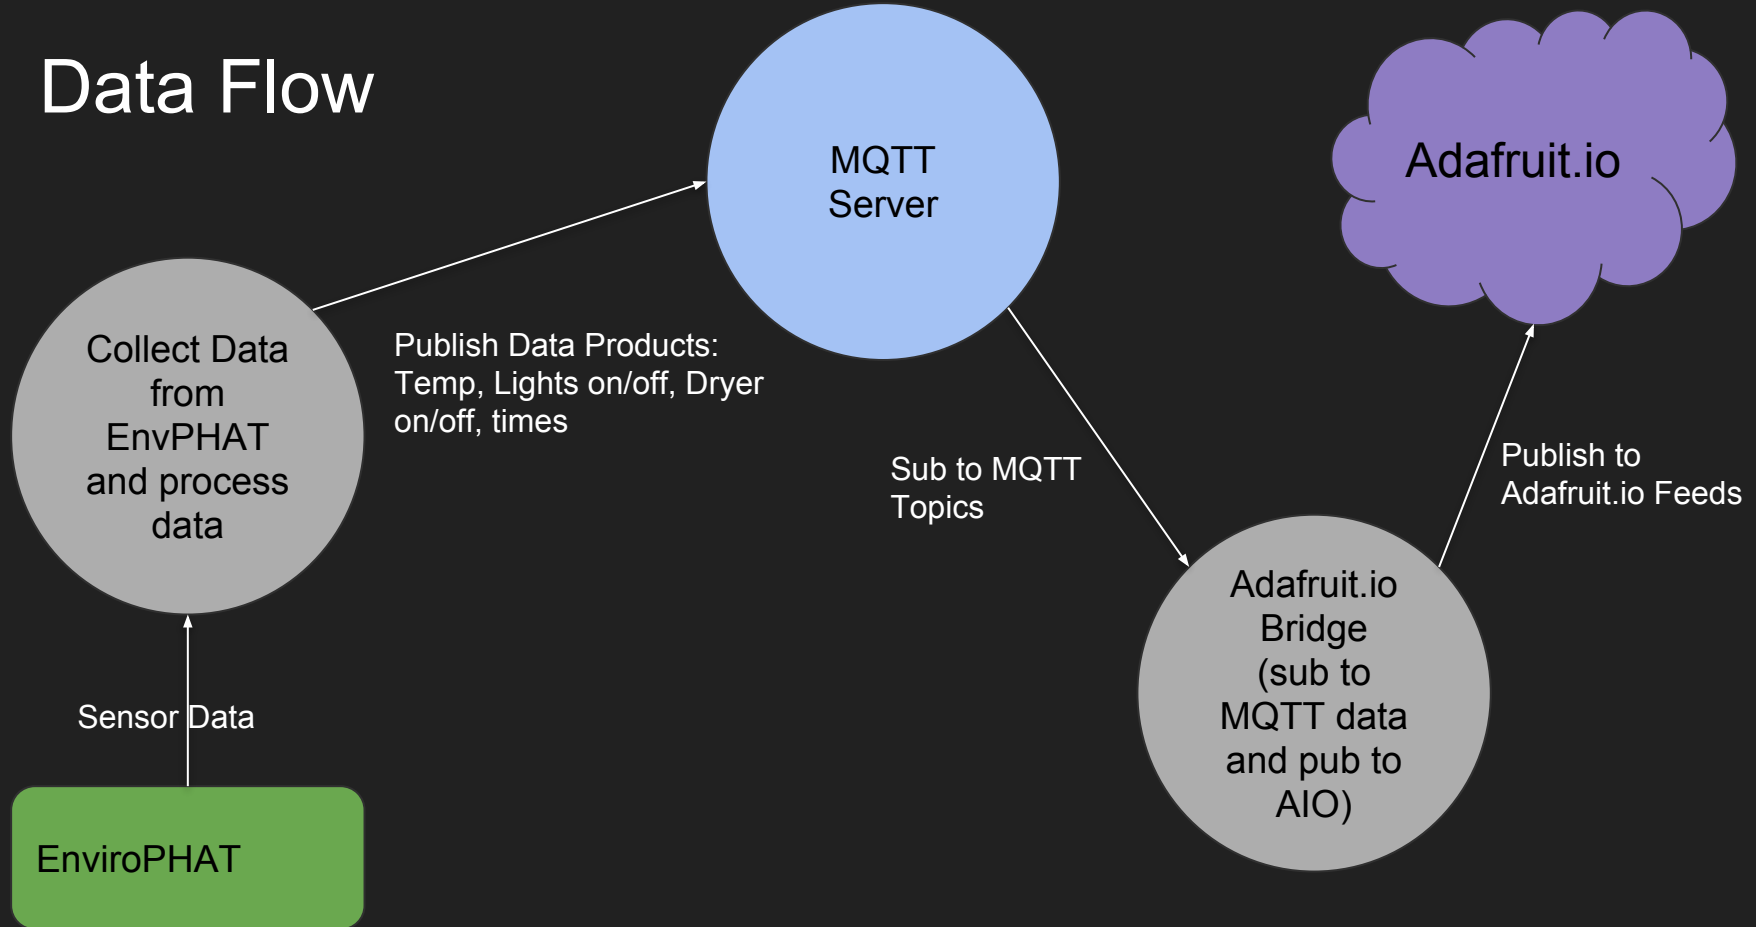 Data Flow
MQTT
Server
Adafruit.io
Collect Data
from
EnvPHAT
and process
data
Publish Data Products:
Temp, Lights on/off, Dryer
on/off, times
Sub to MQTT
Topics
Publish to
Adafruit.io Feeds
Adafruit.io
Bridge
(sub to
MQTT data
and pub to
AIO)
Sensor Data
EnviroPHAT